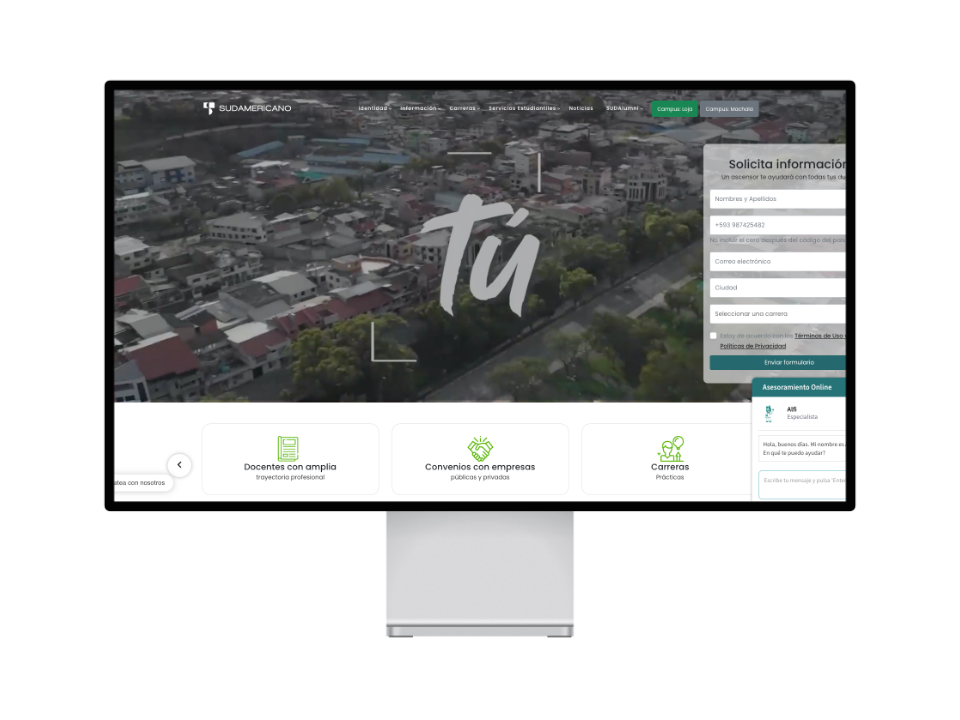 SUDAMERICANO
Identidad
Información
Carreras
Servicios Estudiantiles
Noticias
SudAlumni
Campus Loja
Campus Machala
Tú
Solicita información
Un ascensor te ayudará con todas tus du
Nombres y Apellidos
+593 987425482
No incluir el cero después del código del país
Correo electrónico
Ciudad
Seleccionar una carrera
Estoy de acuerdo con los Términos de Uso
Políticas de Privacidad
Enviar formulario
Asesoramiento Online
Especialista
Hola, buenos días. Mi nombre es
En qué te puedo ayudar?
Escribe tu mensaje y pulsa 'Enter
Docentes con amplia
trayectoria profesional
Convenios con empresas
públicas y privadas
Carreras
Prácticas
atea con nosotros